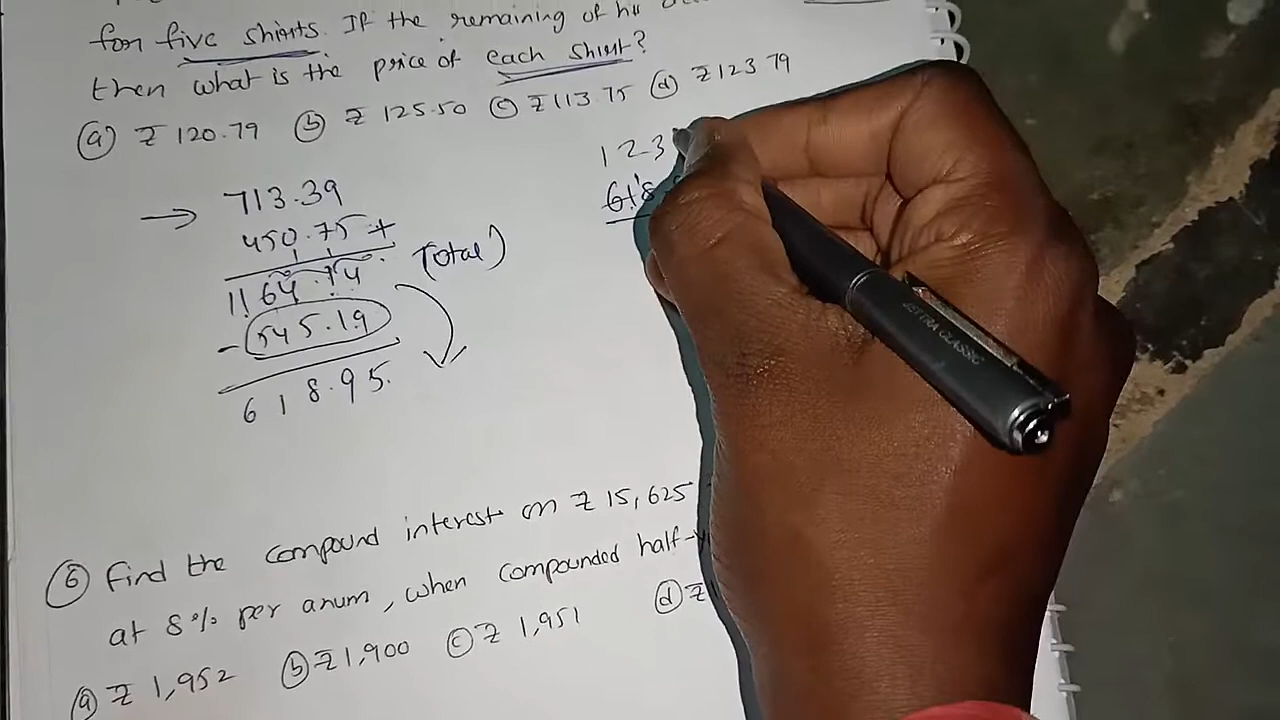 for five shirts. If the remaining of his
then what is the price of each shirt?
(a) ₹ 120.79 (b) ₹ 125.50 (c) ₹113.75 (d) ₹123.79
→ 713.39
450.75 +
1164.14 (Total)
- 545.19
618.95.
123
618
JETTRA CLASSIC
(6) Find the compound interest on ₹ 15,625
at 8% per anum, when compounded half-
(a) ₹ 1,952 (b) ₹1,900 (c) ₹ 1,951 (d) ₹